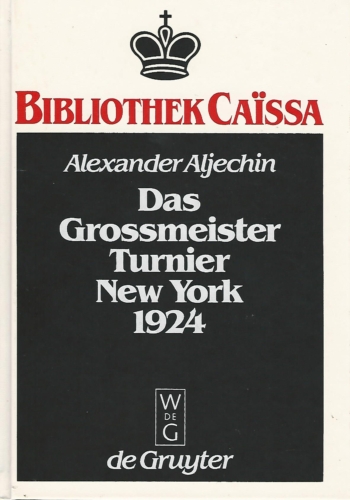 BIBLIOTHEK CAÏSSA
Alexander Aljechin
Das
Grossmeister
Turnier
New York
1924
W
DE
G
de Gruyter